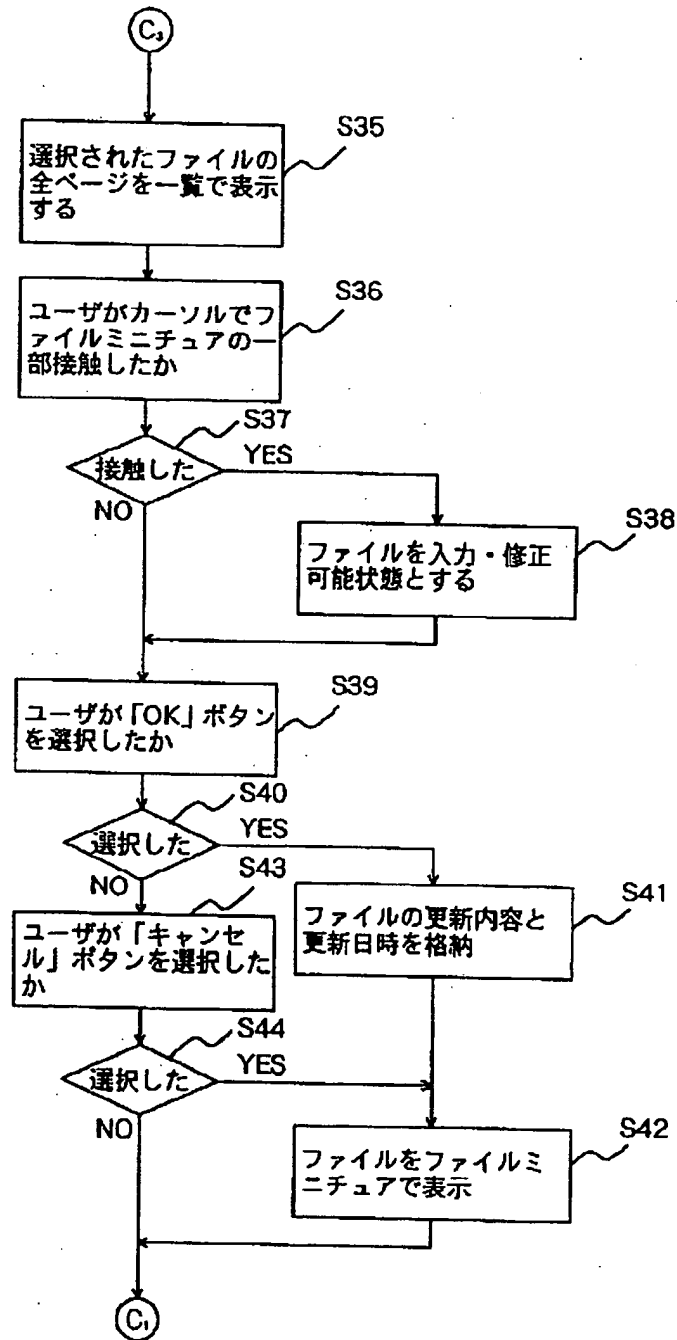 C₃
S35
選択されたファイルの
全ページを一覧で表示
する
S36
ユーザがカーソルでフ
ァイルミニチュアの一
部接触したか
S37
接触した
YES
NO
S38
ファイルを入力・修正
可能状態とする
S39
ユーザが「OK」ボタン
を選択したか
S40
選択した
YES
NO
S43
S41
ファイルの更新内容と
更新日時を格納
ユーザが「キャンセ
ル」ボタンを選択した
か
S44
選択した
YES
NO
S42
ファイルをファイルミ
ニチュアで表示
C₁